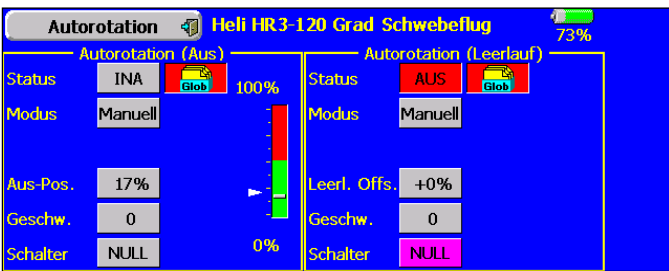 Autorotation Heli HR3-120 Grad Schwebeflug 73%
Autorotation (Aus) Autorotation (Leerlauf)
Status INA Glob 100% Status AUS Glob
Modus Manuell Modus Manuell
Aus-Pos. 17% Leerl. Offs. +0%
Geschw. 0 Geschw. 0
Schalter NULL 0% Schalter NULL